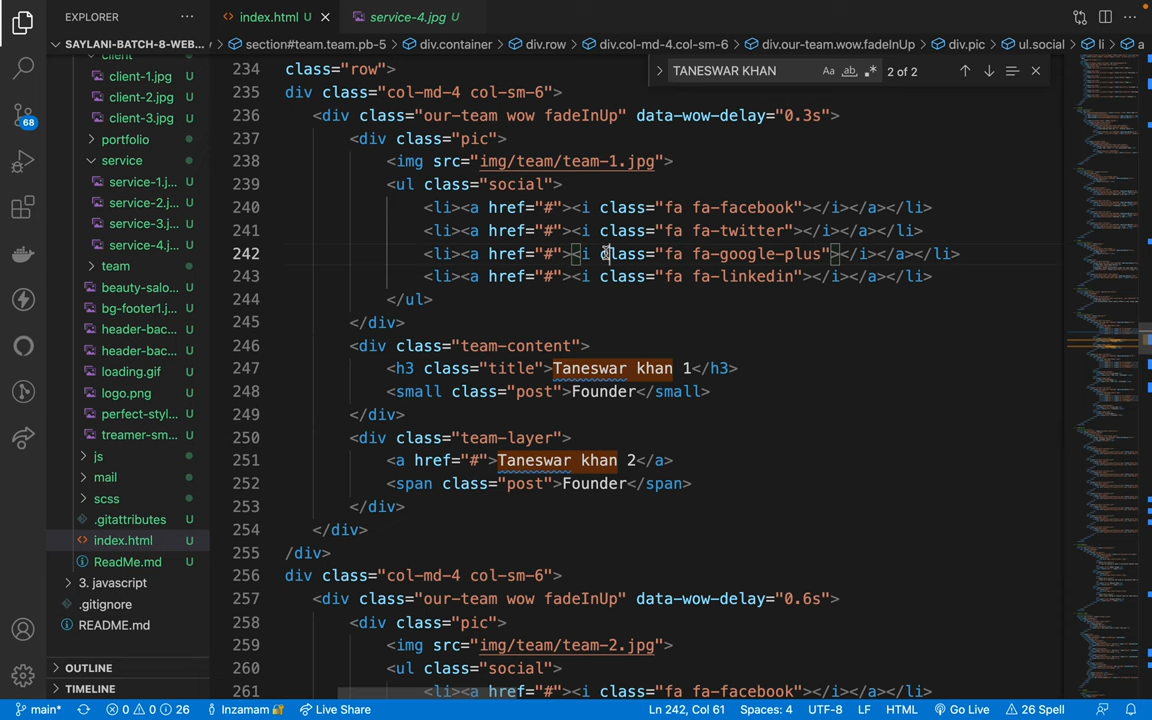 EXPLORER
index.html U
service-4.jpg U
SAYLANI-BATCH-8-WEB...
section#team.team.pb-5 > div.container > div.row > div.col-md-4.col-sm-6 > div.our-team.wow.fadeInUp > div.pic > ul.social > li > a
TANESWAR KHAN
Aa ab .*
2 of 2
client
client-1.jpg U
client-2.jpg U
client-3.jpg U
portfolio
service
service-1.j... U
service-2.j... U
service-3.j... U
service-4.j... U
team
beauty-salo... U
bg-footer1.j... U
header-bac... U
header-bac... U
loading.gif U
logo.png U
perfect-styl... U
treamer-sm... U
js
mail
scss
.gitattributes U
index.html U
ReadMe.md U
3. javascript
.gitignore
README.md
OUTLINE
TIMELINE
68
234 class="row">
235 div class="col-md-4 col-sm-6">
236 <div class="our-team wow fadeInUp" data-wow-delay="0.3s">
237 <div class="pic">
238 <img src="img/team/team-1.jpg">
239 <ul class="social">
240 <li><a href="#"><i class="fa fa-facebook"></i></a></li>
241 <li><a href="#"><i class="fa fa-twitter"></i></a></li>
242 <li><a href="#"><i class="fa fa-google-plus"></i></a></li>
243 <li><a href="#"><i class="fa fa-linkedin"></i></a></li>
244 </ul>
245 </div>
246 <div class="team-content">
247 <h3 class="title">Taneswar khan 1</h3>
248 <small class="post">Founder</small>
249 </div>
250 <div class="team-layer">
251 <a href="#">Taneswar khan 2</a>
252 <span class="post">Founder</span>
253 </div>
254 </div>
255 /div>
256 div class="col-md-4 col-sm-6">
257 <div class="our-team wow fadeInUp" data-wow-delay="0.6s">
258 <div class="pic">
259 <img src="img/team/team-2.jpg">
260 <ul class="social">
261 <li><a href="#"><i class="fa fa-facebook"></i></a></li>
main* 0 0 26 Inzamam Live Share Ln 242, Col 61 Spaces: 4 UTF-8 LF HTML Go Live 26 Spell